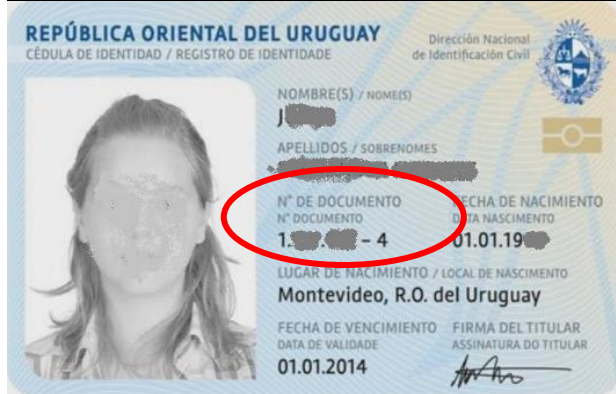 REPÚBLICA ORIENTAL DEL URUGUAY
CÉDULA DE IDENTIDAD / REGISTRO DE IDENTIDADE
Dirección Nacional
de Identificación Civil
NOMBRE(S) / NOME(S)
J
APELLIDOS / SOBRENOMES
N° DE DOCUMENTO
N° DOCUMENTO
1. . - 4
FECHA DE NACIMIENTO
DATA NASCIMENTO
01.01.19
LUGAR DE NACIMIENTO / LOCAL DE NASCIMENTO
Montevideo, R.O. del Uruguay
FECHA DE VENCIMIENTO
DATA DE VALIDADE
01.01.2014
FIRMA DEL TITULAR
ASSINATURA DO TITULAR